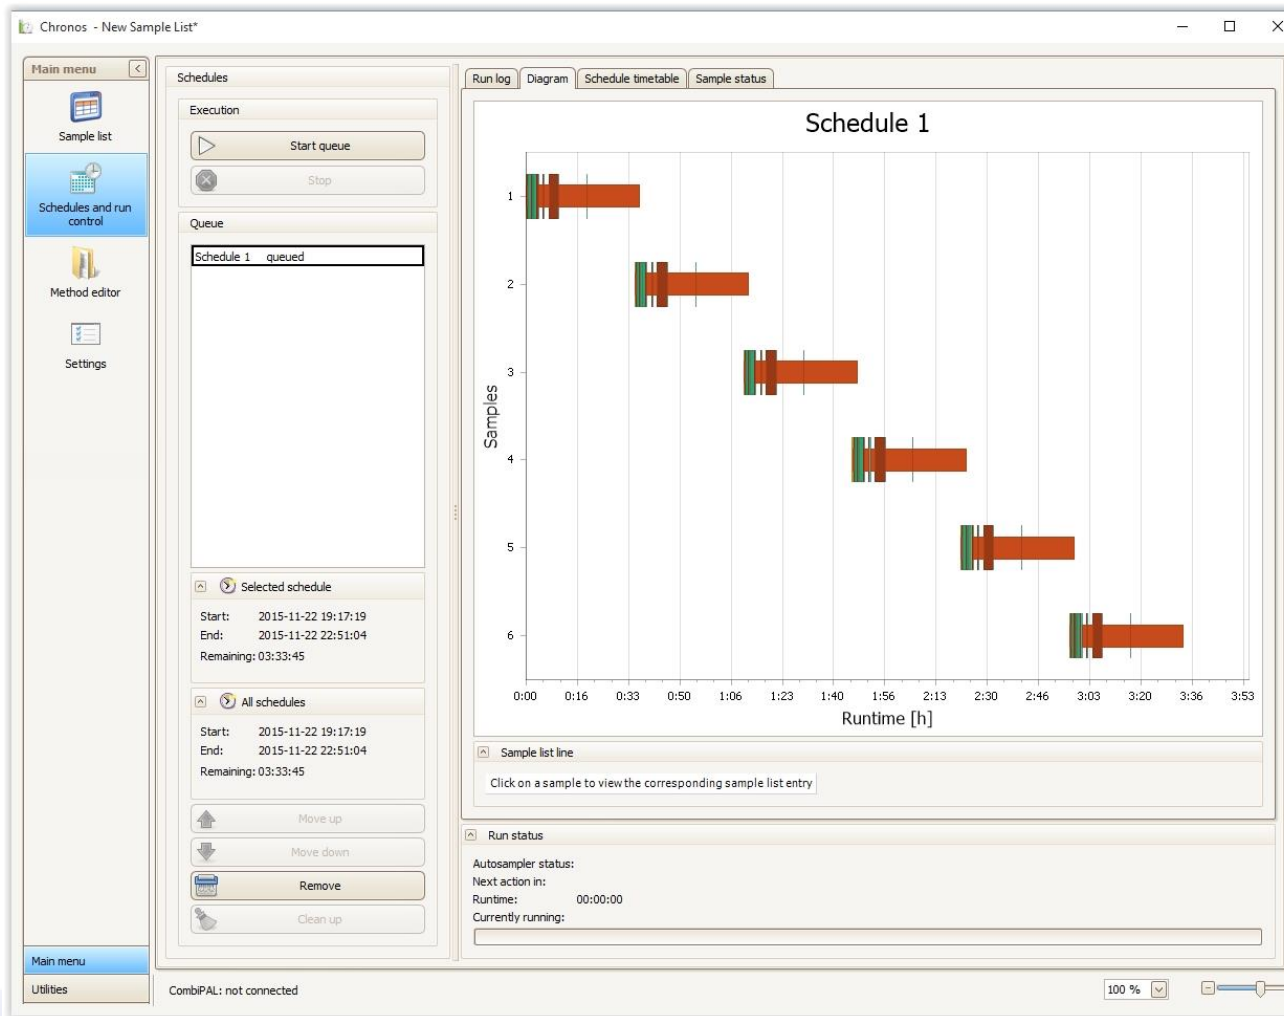 Chronos - New Sample List*
Main menu
Sample list
Schedules and run
control
Method editor
Settings
Main menu
Utilities
Schedules
Execution
Start queue
Stop
Queue
Schedule 1 queued
Selected schedule
Start: 2015-11-22 19:17:19
End: 2015-11-22 22:51:04
Remaining: 03:33:45
All schedules
Start: 2015-11-22 19:17:19
End: 2015-11-22 22:51:04
Remaining: 03:33:45
Move up
Move down
Remove
Clean up
Run log Diagram Schedule timetable Sample status
Schedule 1
Samples
1
2
3
4
5
6
0:00 0:16 0:33 0:50 1:06 1:23 1:40 1:56 2:13 2:30 2:46 3:03 3:20 3:36 3:53
Runtime [h]
Sample list line
Click on a sample to view the corresponding sample list entry
Run status
Autosampler status:
Next action in:
Runtime: 00:00:00
Currently running:
CombiPAL: not connected
100 %